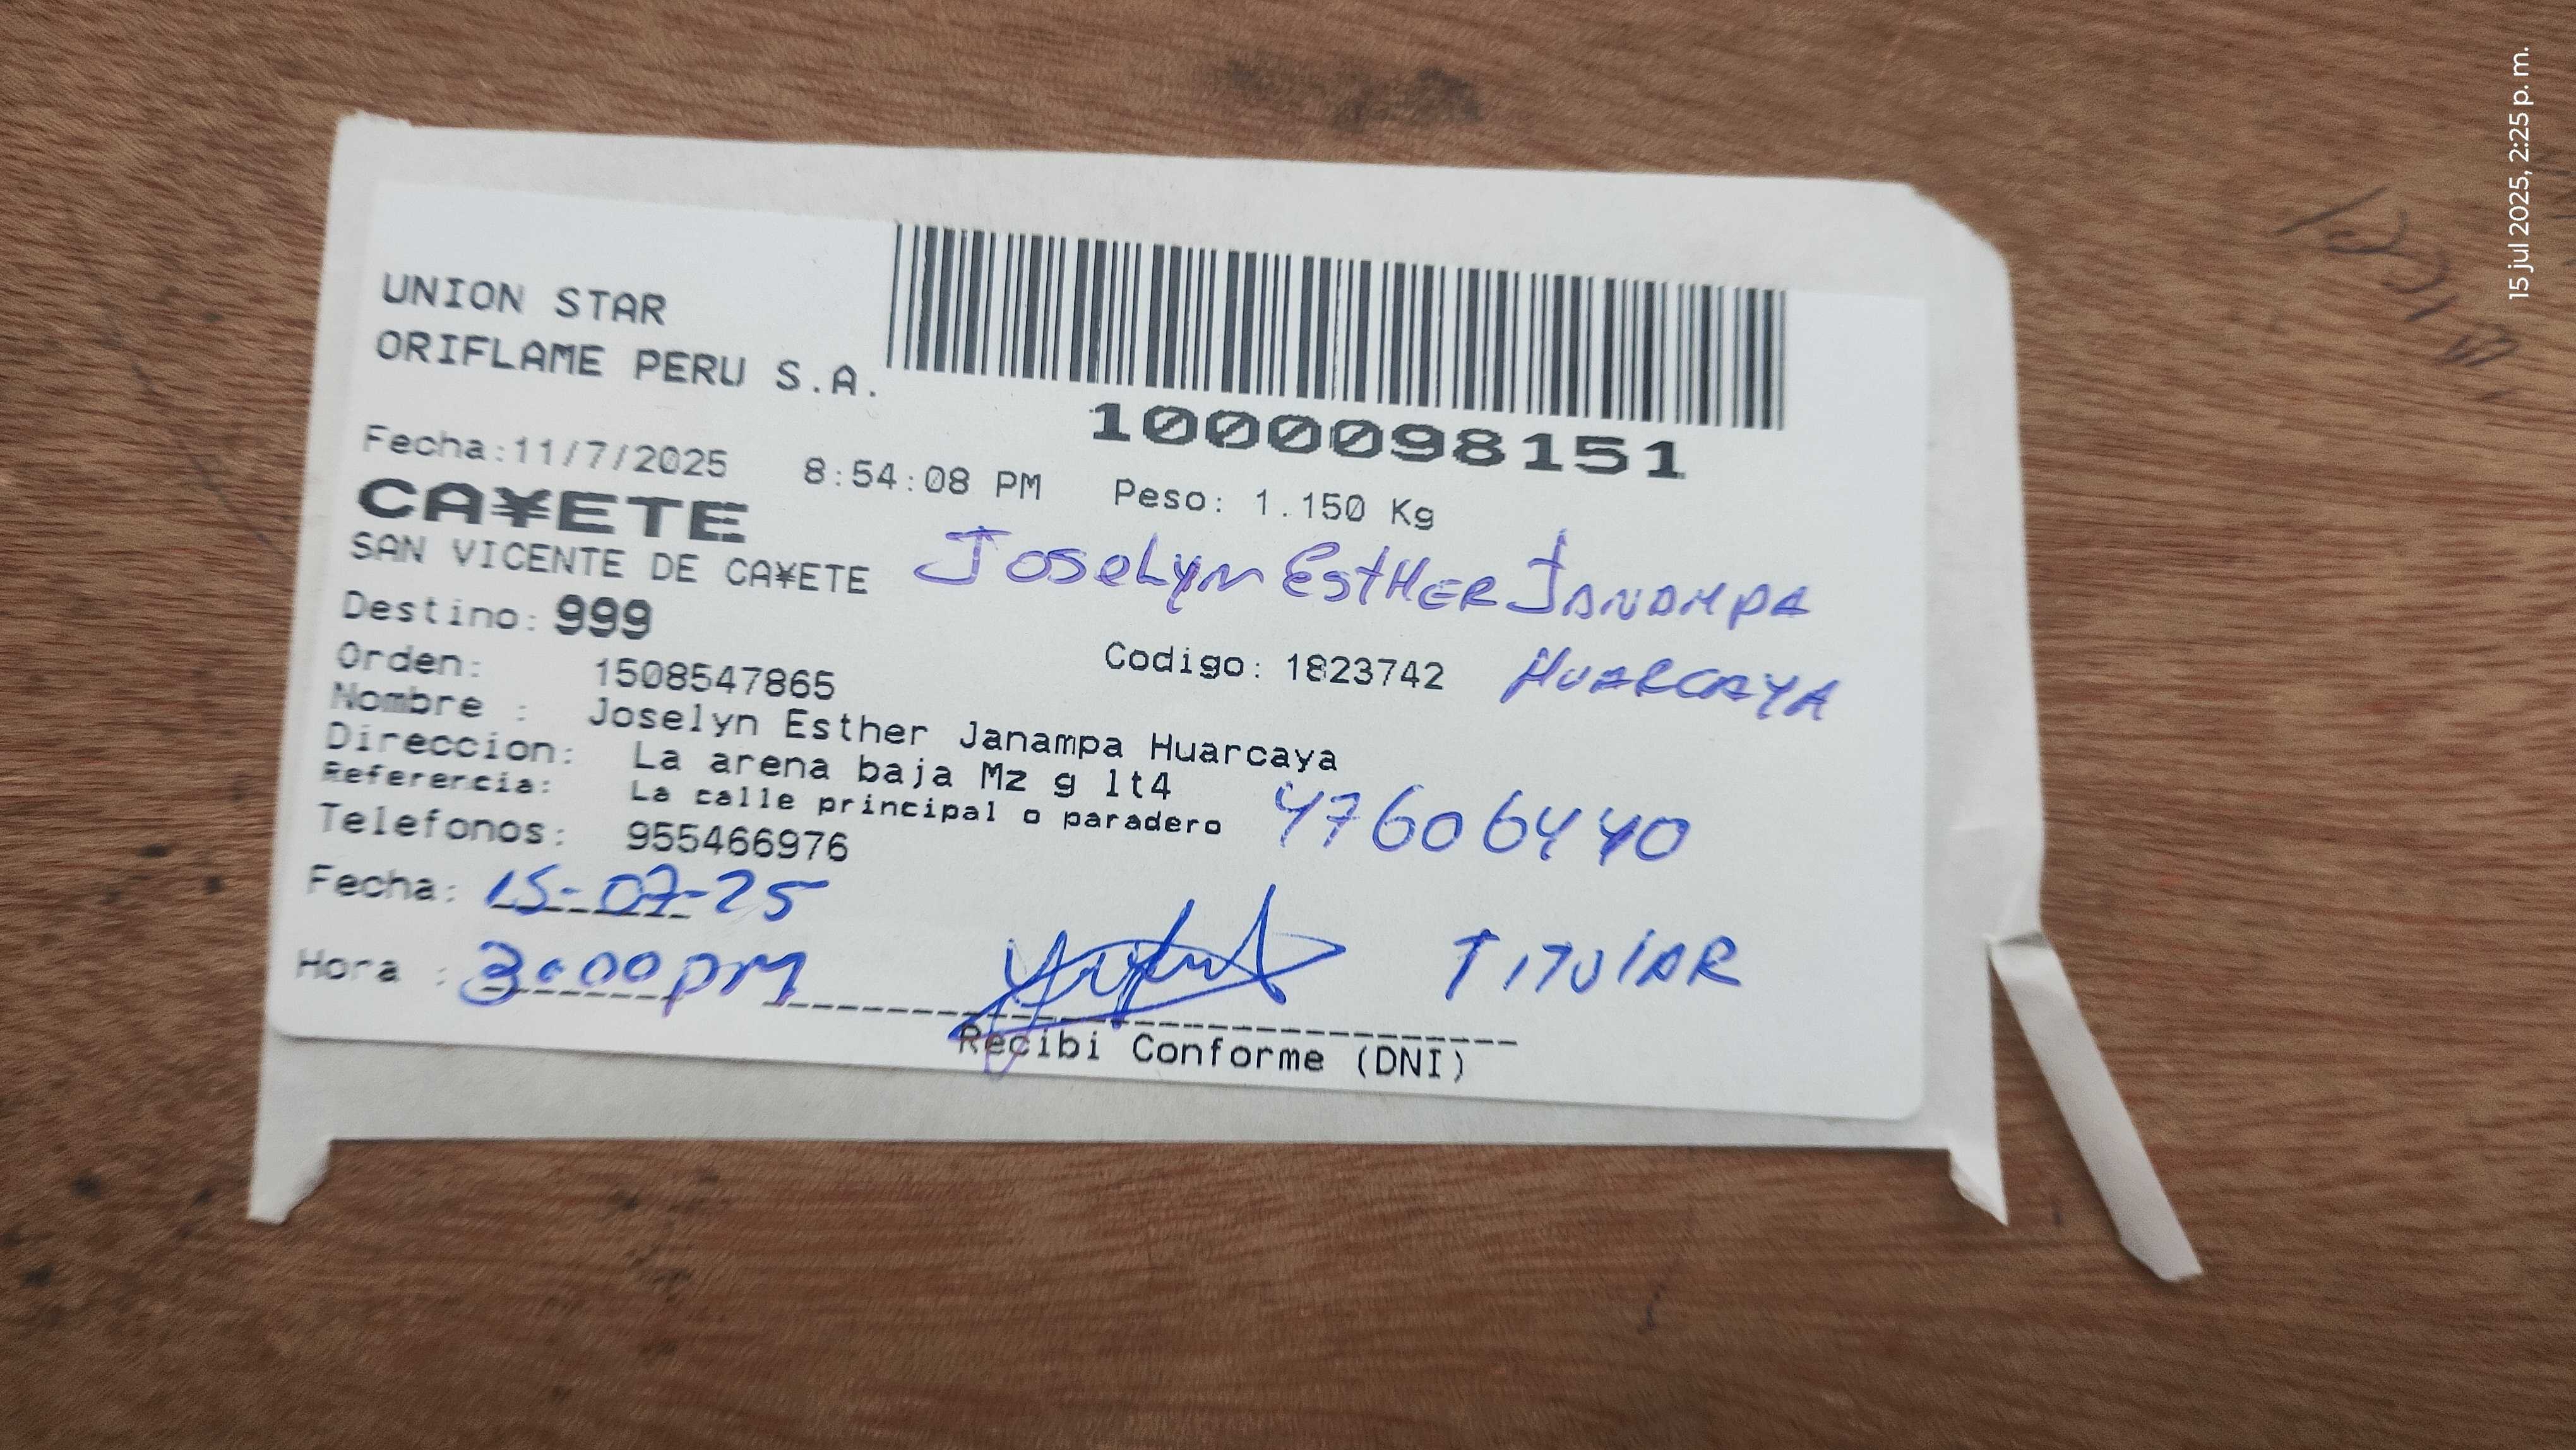 UNION STAR
ORIFLAME PERU S.A.
1000098151
Fecha:11/7/2025 8:54:08 PM Peso: 1.150 Kg
CA¥ETE
SAN VICENTE DE CA¥ETE Joselyn Esther Janampa
Destino: 999
Orden: 1508547865 Codigo: 1823742 Huarcaya
Nombre : Joselyn Esther Janampa Huarcaya
Direccion: La arena baja Mz g lt4
Referencia: La calle principal o paradero 47606440
Telefonos: 955466976
Fecha: 15-07-25
Hora : 3:00 pm TITULAR
Recibi Conforme (DNI)
15 jul 2025, 2:25 p. m.